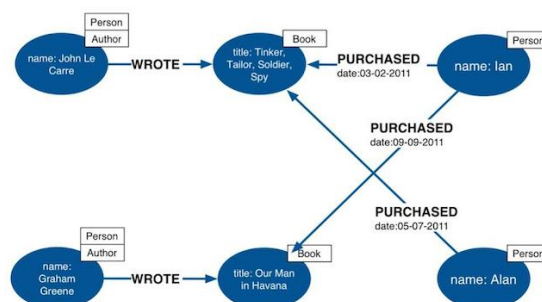 Person
Author
name: John Le
Carre
WROTE
Book
title: Tinker,
Tailor, Soldier,
Spy
PURCHASED
date:03-02-2011
Person
name: Ian
PURCHASED
date:09-09-2011
PURCHASED
date:05-07-2011
Person
Author
name:
Graham
Greene
WROTE
Book
title: Our Man
in Havana
Person
name: Alan